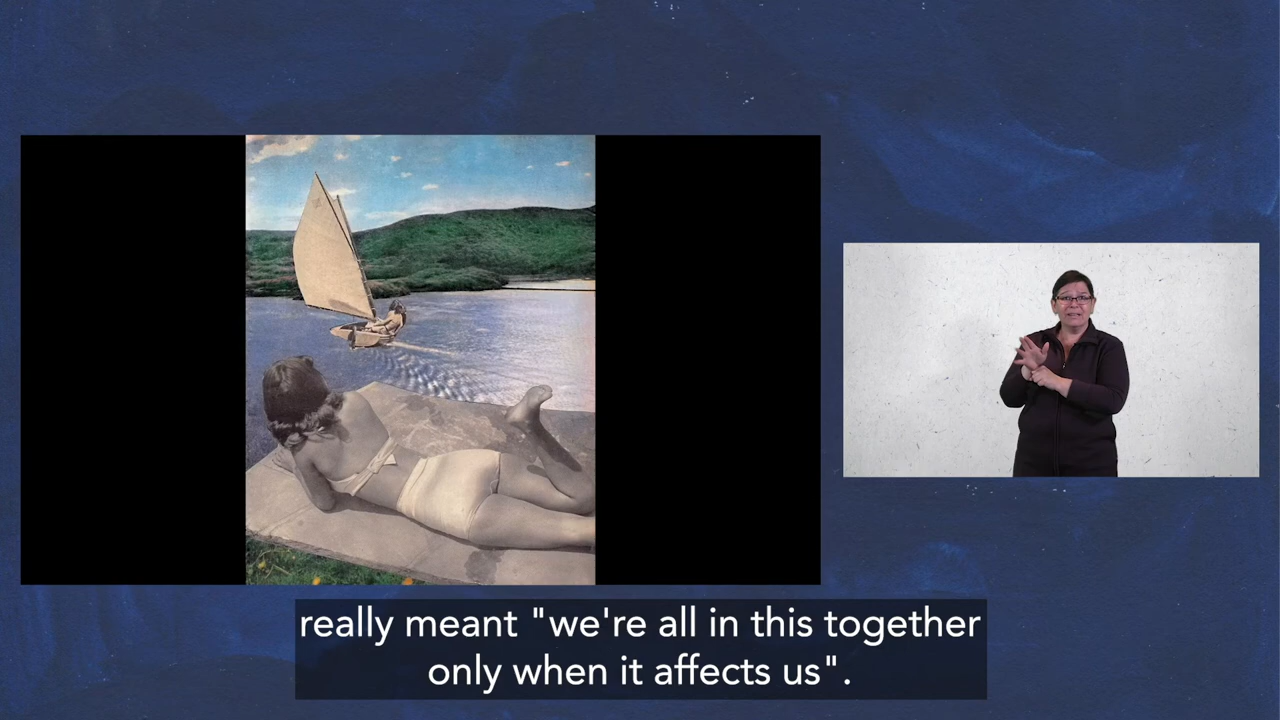 really meant "we're all in this together
only when it affects us".